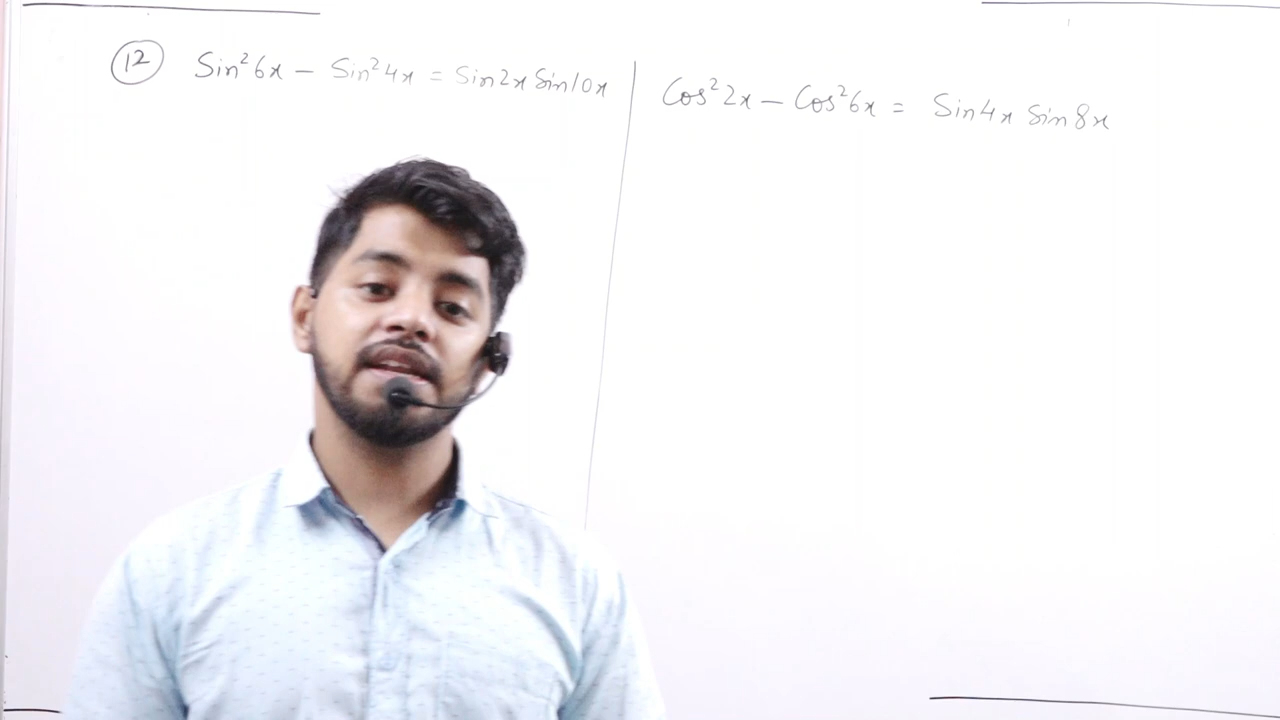 12 Sin²6x - Sin²4x = Sin2x Sin10x
Cos²2x - Cos²6x = Sin4x Sin8x